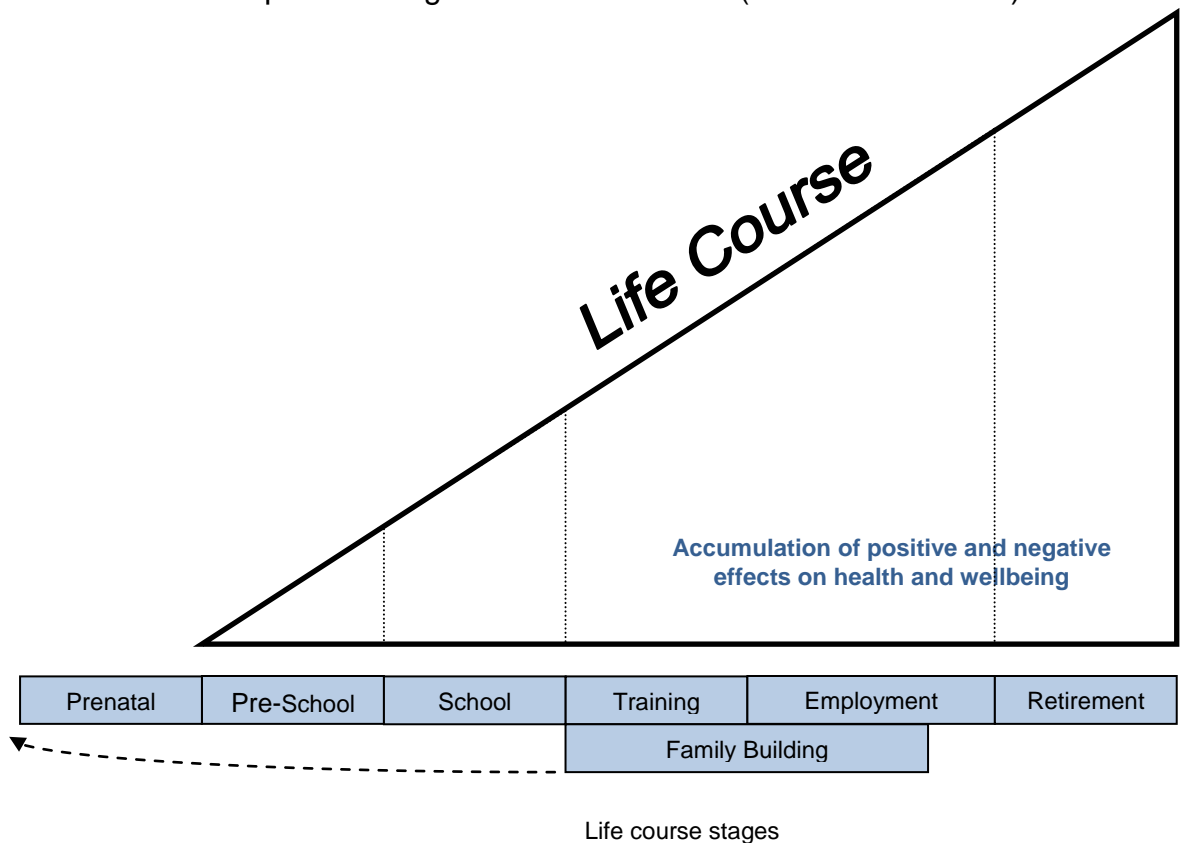 Life Course
Accumulation of positive and negative
effects on health and wellbeing
Prenatal
Pre-School
School
Training
Employment
Retirement
Family Building
Life course stages